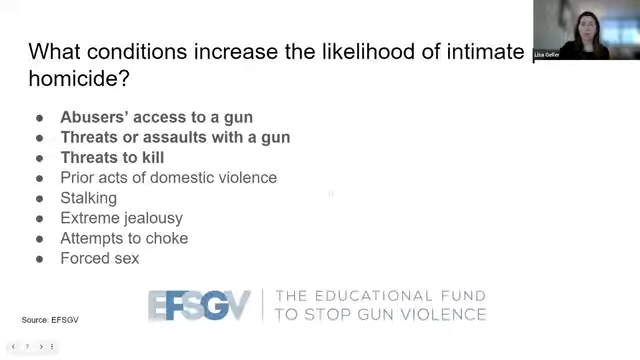 What conditions increase the likelihood of intimate
homicide?
Lisa Geller
● Abusers' access to a gun
● Threats or assaults with a gun
● Threats to kill
● Prior acts of domestic violence
● Stalking
● Extreme jealousy
● Attempts to choke
● Forced sex
EFSGV
THE EDUCATIONAL FUND
TO STOP GUN VIOLENCE
Source: EFSGV
7